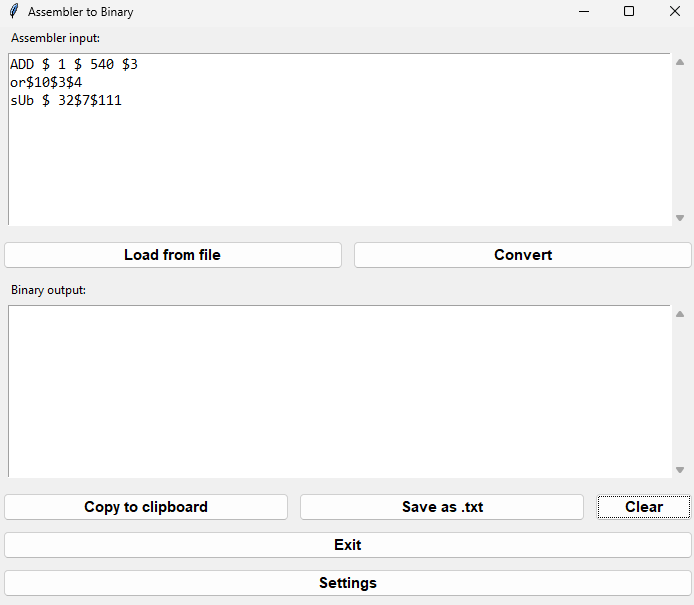 Assembler to Binary
Assembler input:
ADD $ 1 $ 540 $3
or$10$3$4
sUb $ 32$7$111
Load from file
Convert
Binary output:
Copy to clipboard
Save as .txt
Clear
Exit
Settings